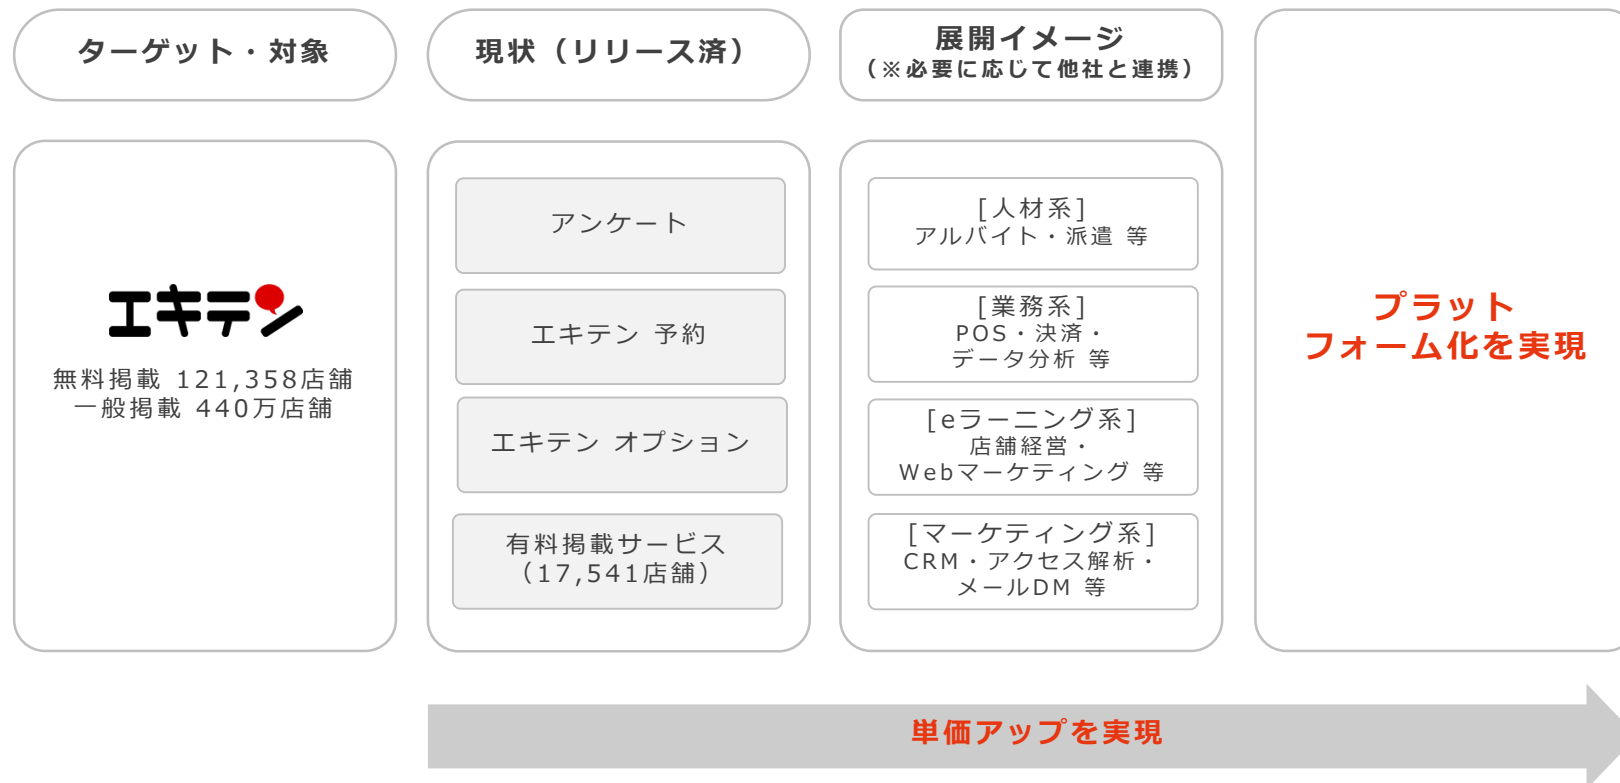 ターゲット・対象
エキテン
無料掲載 121,358店舗
一般掲載 440万店舗
現状（リリース済）
アンケート
エキテン 予約
エキテン オプション
有料掲載サービス
（17,541店舗）
展開イメージ
（※必要に応じて他社と連携）
[人材系]
アルバイト・派遣 等
[業務系]
POS・決済・
データ分析 等
[eラーニング系]
店舗経営・
Webマーケティング 等
[マーケティング系]
CRM・アクセス解析・
メールDM 等
プラット
フォーム化を実現
単価アップを実現